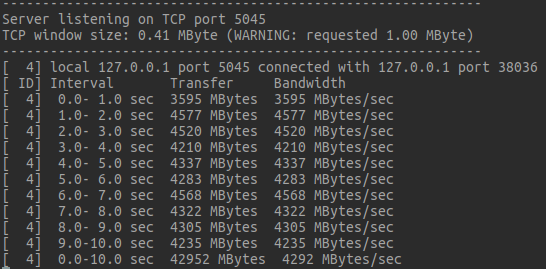 ------------------------------------------------------------
Server listening on TCP port 5045
TCP window size: 0.41 MByte (WARNING: requested 1.00 MByte)
------------------------------------------------------------
[  4] local 127.0.0.1 port 5045 connected with 127.0.0.1 port 38036
[ ID] Interval       Transfer     Bandwidth
[  4]  0.0- 1.0 sec  3595 MBytes  3595 MBytes/sec
[  4]  1.0- 2.0 sec  4577 MBytes  4577 MBytes/sec
[  4]  2.0- 3.0 sec  4520 MBytes  4520 MBytes/sec
[  4]  3.0- 4.0 sec  4210 MBytes  4210 MBytes/sec
[  4]  4.0- 5.0 sec  4337 MBytes  4337 MBytes/sec
[  4]  5.0- 6.0 sec  4283 MBytes  4283 MBytes/sec
[  4]  6.0- 7.0 sec  4568 MBytes  4568 MBytes/sec
[  4]  7.0- 8.0 sec  4322 MBytes  4322 MBytes/sec
[  4]  8.0- 9.0 sec  4305 MBytes  4305 MBytes/sec
[  4]  9.0-10.0 sec  4235 MBytes  4235 MBytes/sec
[  4]  0.0-10.0 sec  42952 MBytes  4292 MBytes/sec